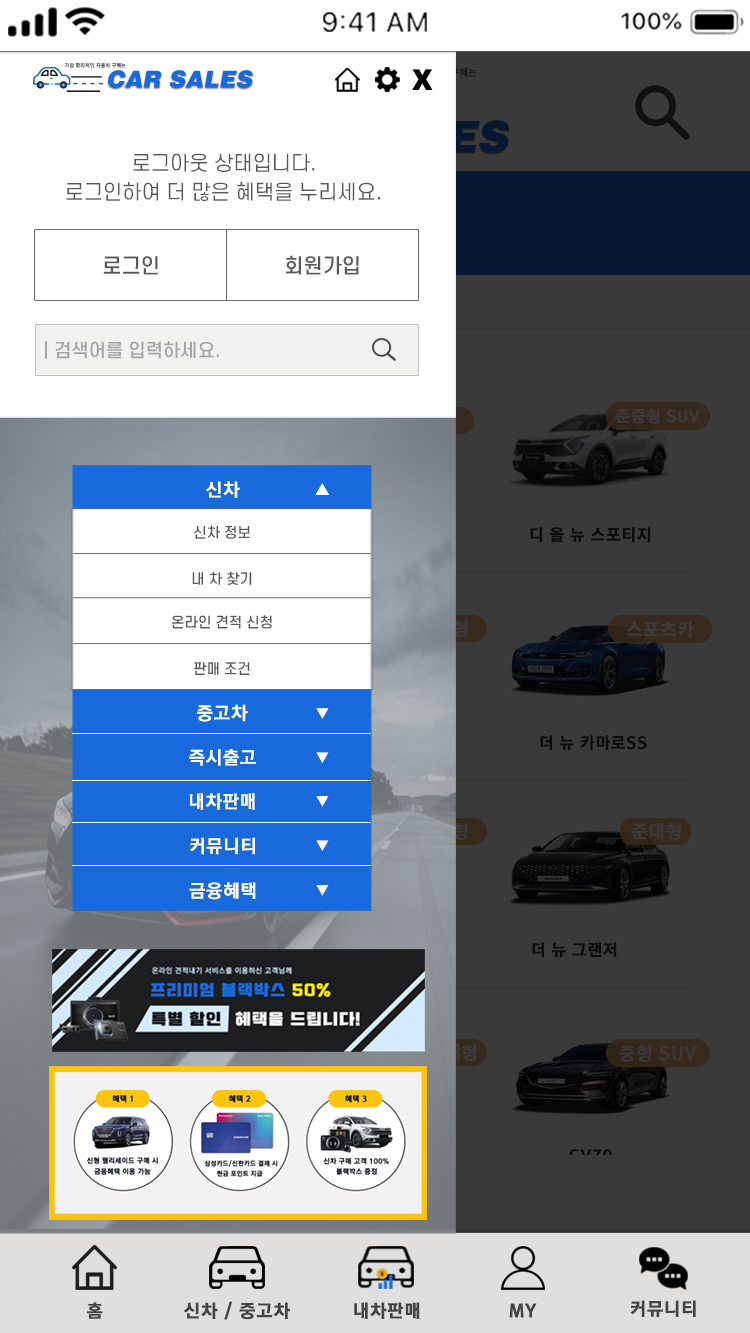 9:41 AM
100%
가장 합리적인 자동차 구매는
CAR SALES
X
구매는
ES
로그아웃 상태입니다.
로그인하여 더 많은 혜택을 누리세요.
로그인
회원가입
검색어를 입력하세요.
신차 ▲
신차 정보
내 차 찾기
온라인 견적 신청
판매 조건
중고차 ▼
즉시출고 ▼
내차판매 ▼
커뮤니티 ▼
금융혜택 ▼
준중형 SUV
디 올 뉴 스포티지
형
스포츠카
더 뉴 카마로SS
형
준대형
더 뉴 그랜저
형
중형 SUV
GV70
온라인 견적내기 서비스를 이용하신 고객님께
프리미엄 블랙박스 50%
특별 할인 혜택을 드립니다!
혜택 1
신형 펠리세이드 구매 시
금융혜택 이용 가능
혜택 2
삼성카드/신한카드 결제 시
현금 포인트 지급
혜택 3
신차 구매 고객 100%
블랙박스 증정
홈
신차 / 중고차
내차판매
MY
커뮤니티